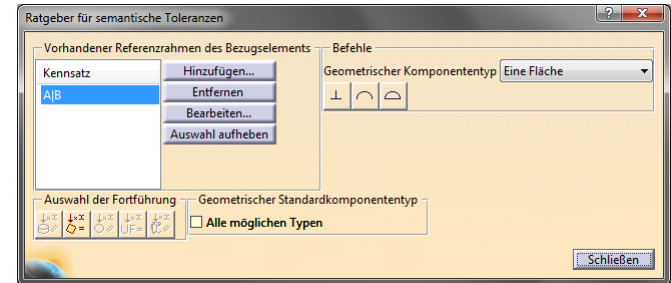 Ratgeber für semantische Toleranzen
Vorhandener Referenzrahmen des Bezugselements
Befehle
Kennsatz
Hinzufügen...
Geometrischer Komponententyp Eine Fläche
A|B
Entfernen
Bearbeiten...
Auswahl aufheben
Auswahl der Fortführung
Geometrischer Standardkomponententyp
UF=
Alle möglichen Typen
Schließen